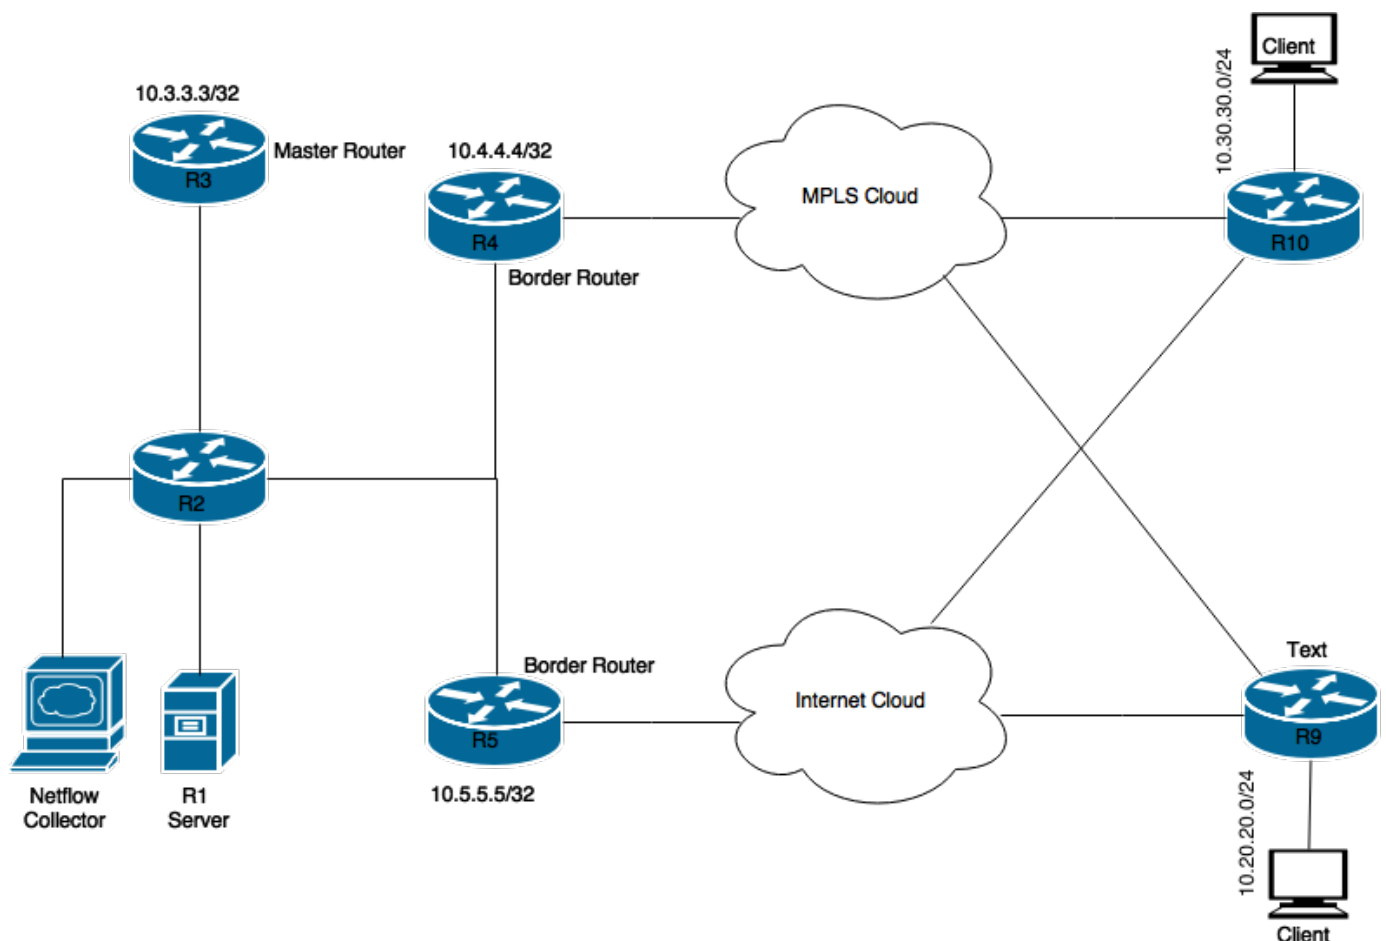 Client
10.30.30.0/24
10.3.3.3/32
Master Router
R3
10.4.4.4/32
R4
Border Router
MPLS Cloud
R10
R2
Border Router
R5
10.5.5.5/32
Internet Cloud
Text
R9
10.20.20.0/24
Netflow
Collector
R1
Server
Client